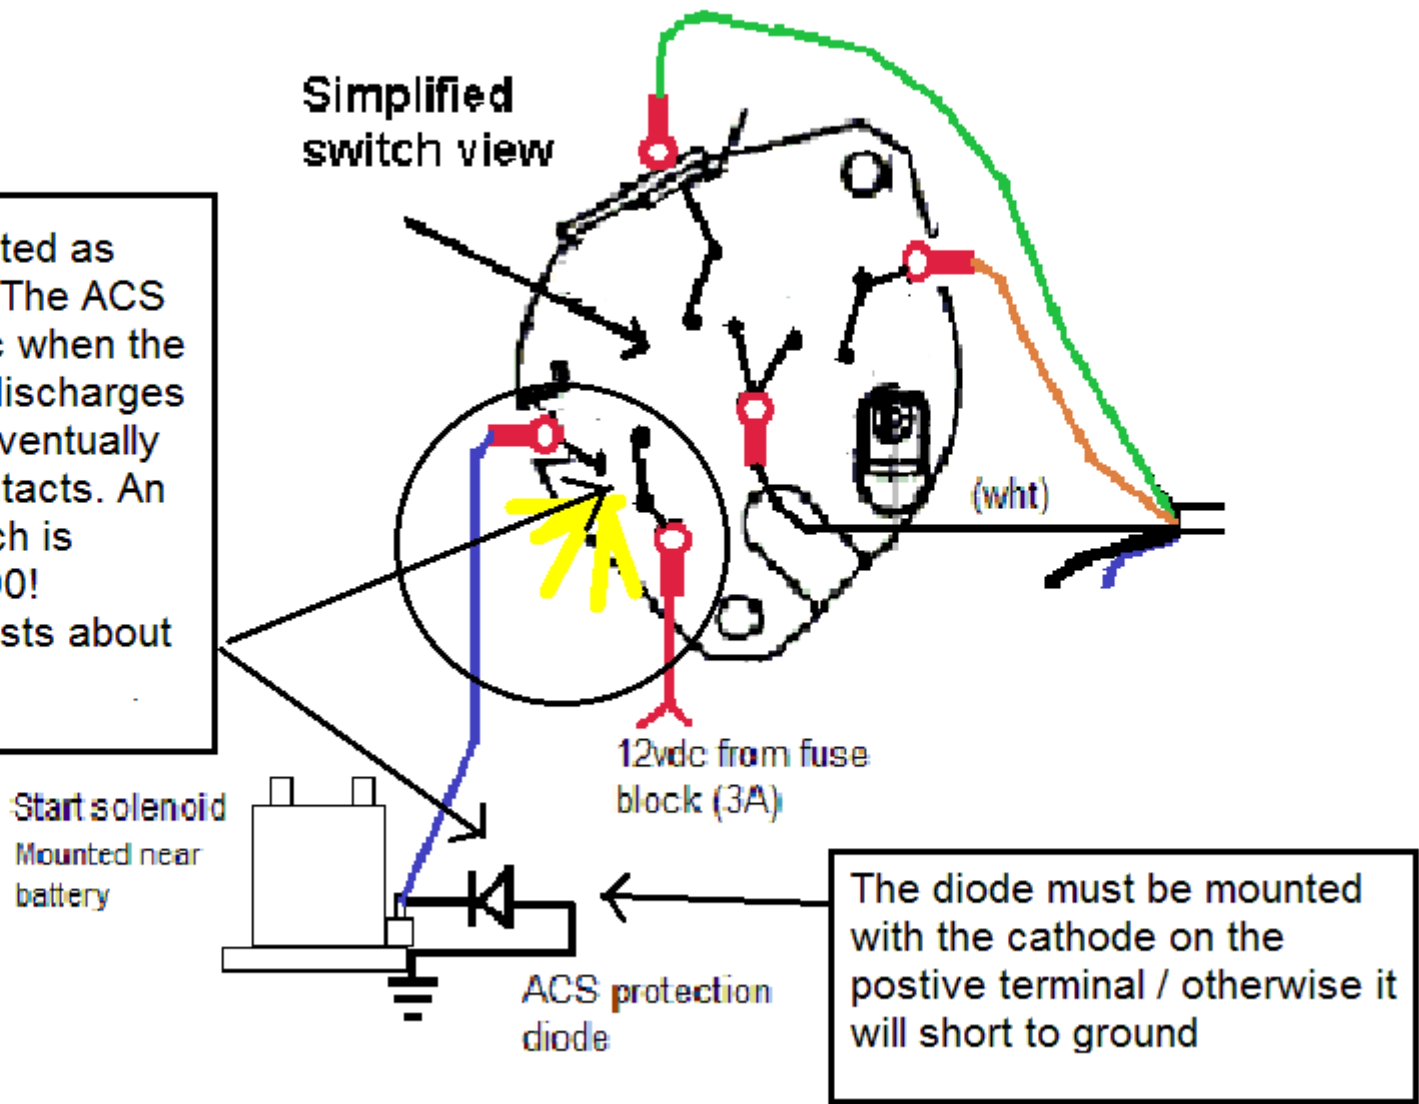 Simplified
switch view
ted as
The ACS
c when the
discharges
ventually
tacts. An
ch is
00!
sts about
(wht)
12vdc from fuse
block (3A)
Start solenoid
Mounted near
battery
ACS protection
diode
The diode must be mounted
with the cathode on the
postive terminal / otherwise it
will short to ground